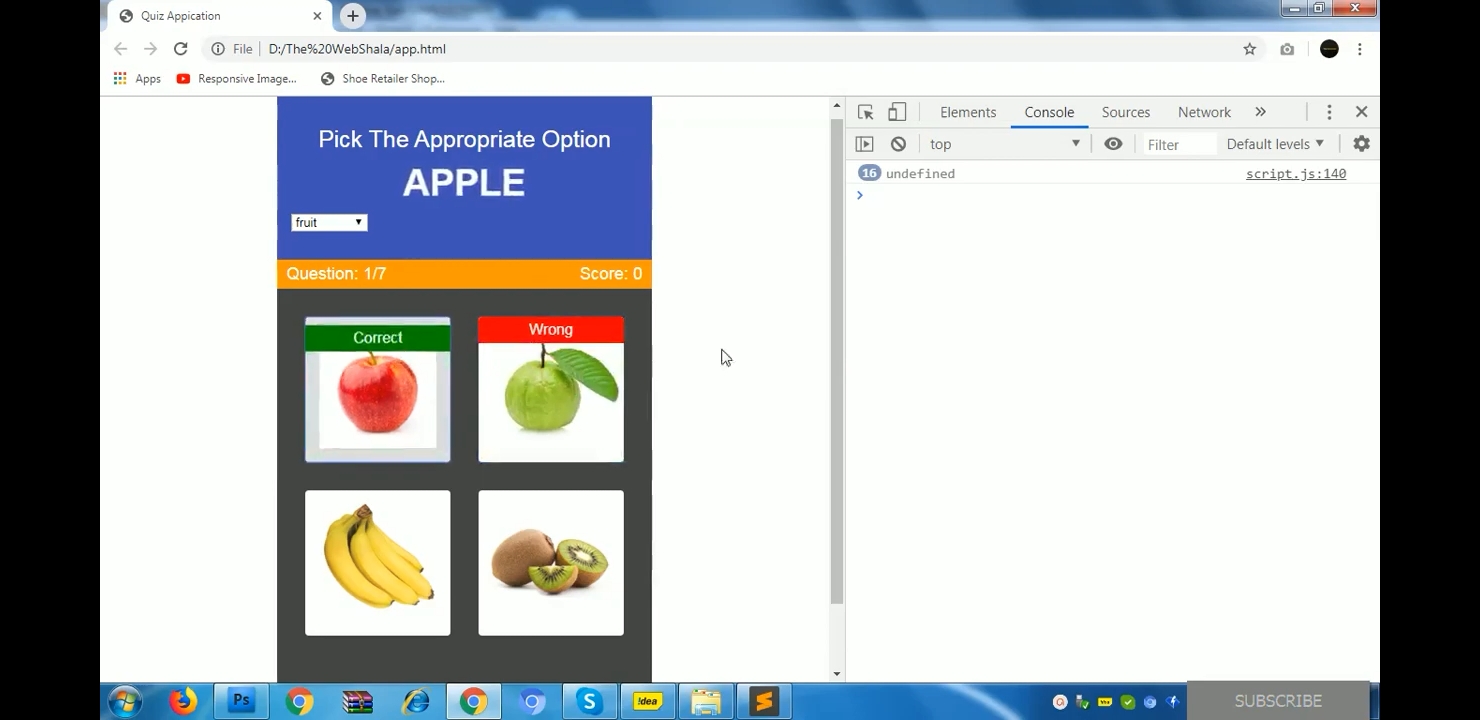 Quiz Appication
File
D:/The%20WebShala/app.html
Apps
Responsive Image...
Shoe Retailer Shop...
Pick The Appropriate Option
APPLE
fruit
Question: 1/7
Score: 0
Correct
Wrong
Elements
Console
Sources
Network
top
Filter
Default levels
16 undefined
script.js:140
Ps
!dea
SUBSCRIBE